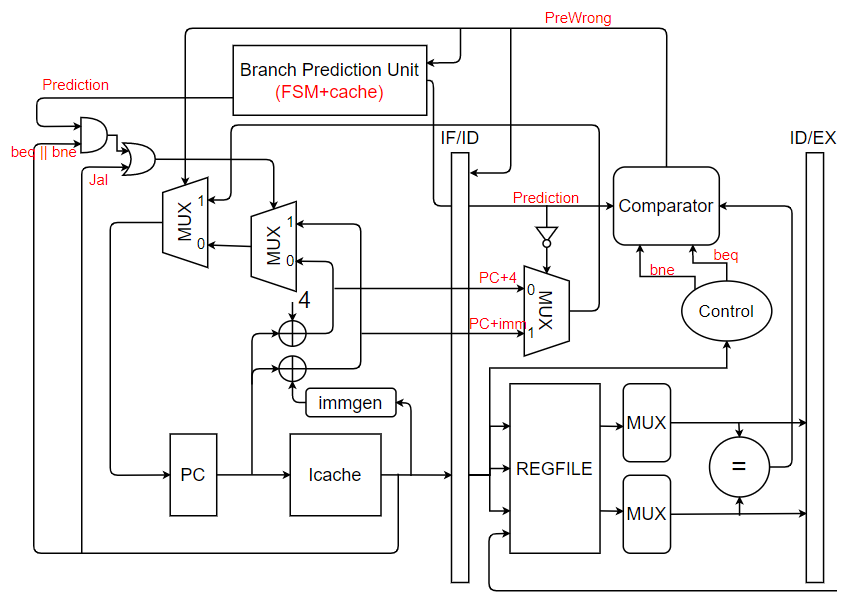 PreWrong
Branch Prediction Unit
(FSM+cache)
Prediction
IF/ID
ID/EX
beq || bne
Jal
Prediction
Comparator
MUX
1
0
MUX
1
0
bne
beq
PC+4
0
MUX
1
PC+imm
4
Control
immgen
PC
Icache
REGFILE
MUX
MUX
=